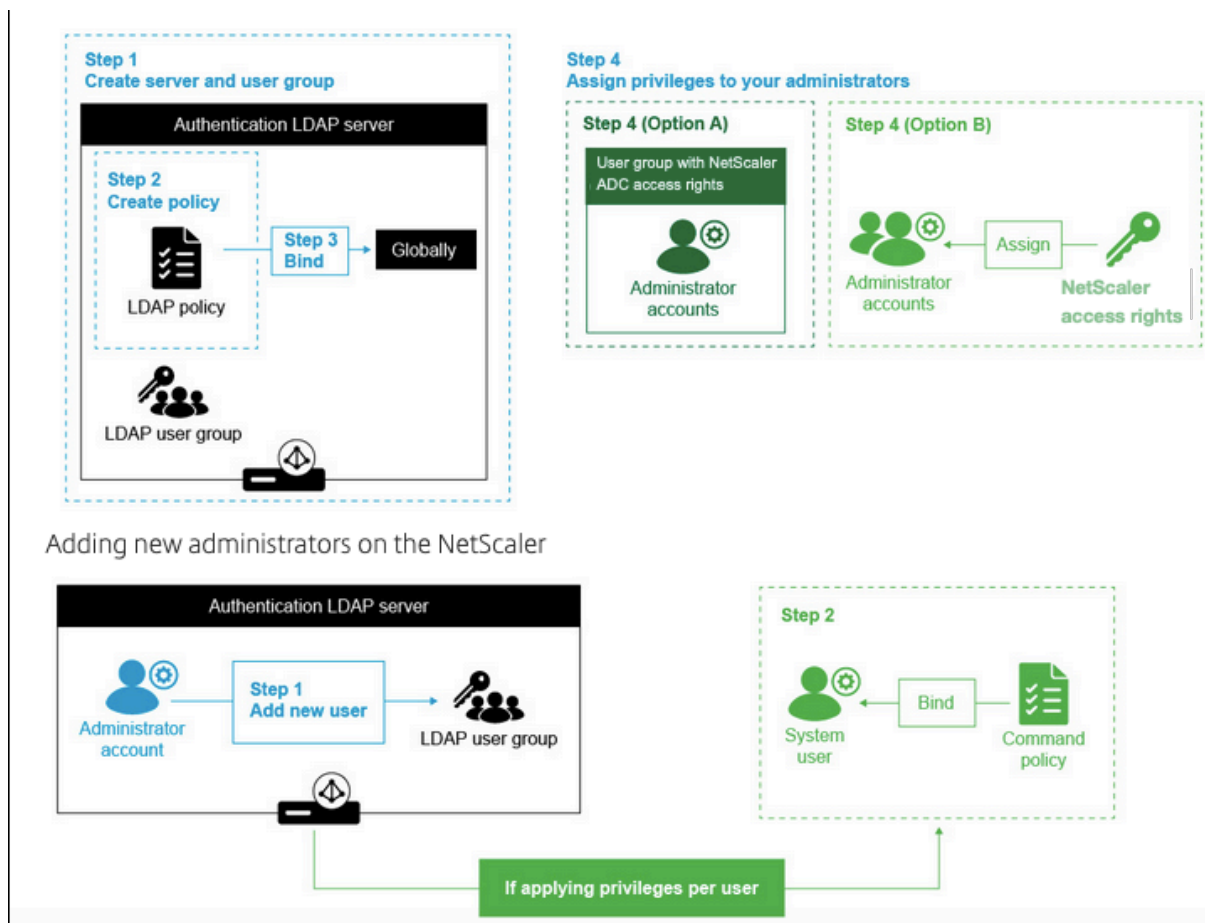 Step 1
Create server and user group
Authentication LDAP server
Step 2
Create policy
LDAP policy
Step 3
Bind
Globally
LDAP user group
Step 4
Assign privileges to your administrators
Step 4 (Option A)
User group with NetScaler
ADC access rights
Administrator
accounts
Step 4 (Option B)
Administrator
accounts
Assign
NetScaler
access rights
Adding new administrators on the NetScaler
Authentication LDAP server
Administrator
account
Step 1
Add new user
LDAP user group
Step 2
System
user
Bind
Command
policy
If applying privileges per user